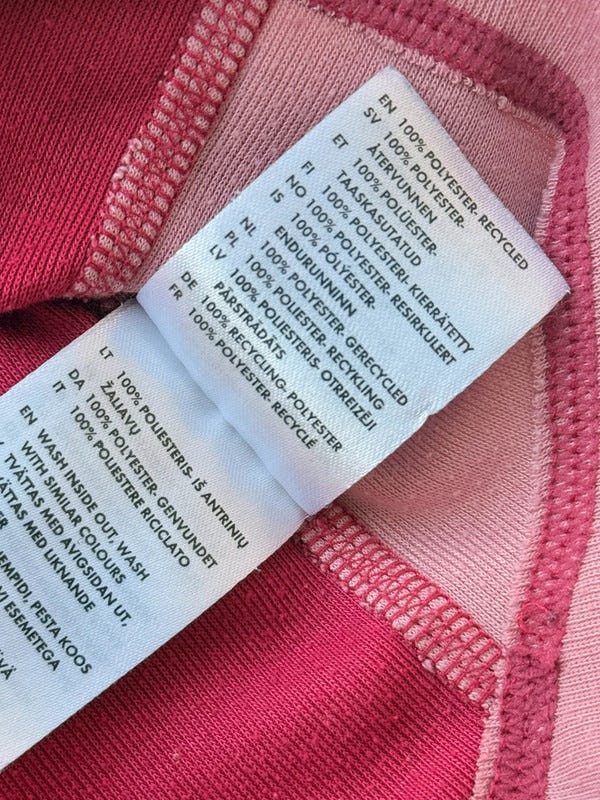 EN 100% POLYESTER-RECYCLED
SV 100% POLYESTER-
ÅTERVUNNEN
ET 100% POLÜESTER-
TAASKASUTATUD
FI 100% POLYESTER- KIERRÄTETTY
NO 100% POLYESTER- RESIRKULERT
IS 100% PÓLÝESTER-
ENDURUNNINN
NL 100% POLYESTER- GERECYCLED
PL 100% POLIESTER- RECYKLING
LV 100% POLIESTERIS- OTRREIZĒJI
PĀRSTRĀDĀTS
DE 100% RECYCLING- POLYESTER
FR 100% POLYESTER- RECYCLÉ
LT 100% POLIESTERIS- IŠ ANTRINIŲ
ŽALIAVŲ
DA 100% POLYESTER- GENVUNDET
IT 100% POLIESTERE RICICLATO
EN WASH INSIDE OUT, WASH
WITH SIMILAR COLOURS
TVÄTTAS MED AVIGSIDAN UT,
TVÄTTAS MED LIKNANDE
PESTA KOOS
ESEMETEGA